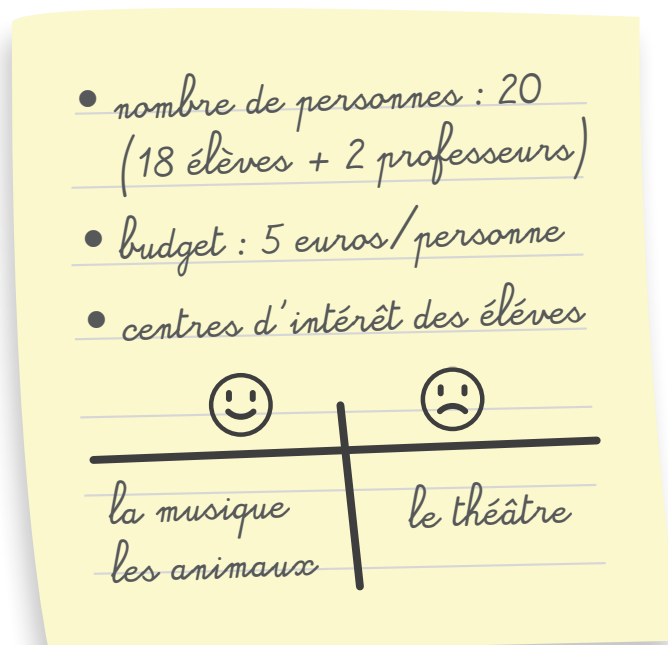 • nombre de personnes : 20
(18 élèves + 2 professeurs)
• budget : 5 euros/personne
• centres d'intérêt des éléves
la musique
les animaux
le théâtre